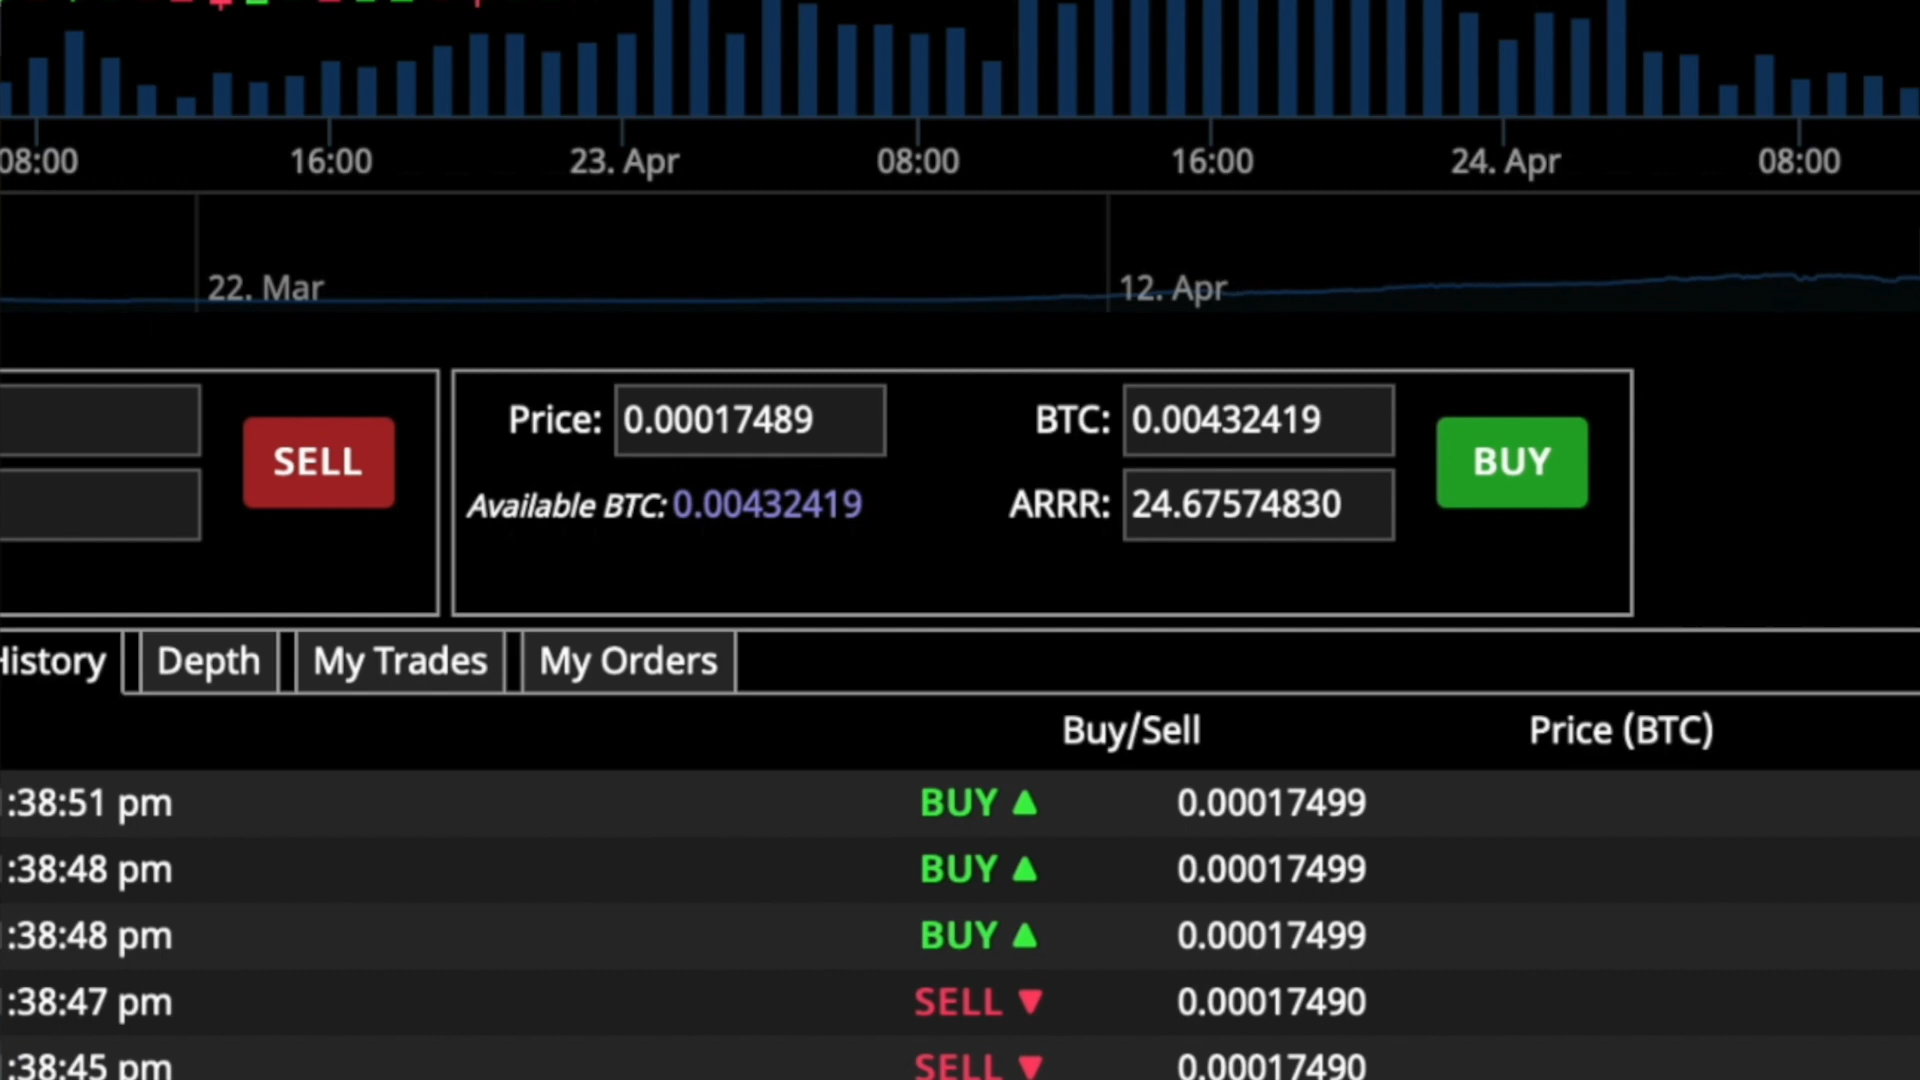 08:00 16:00 23. Apr 08:00 16:00 24. Apr 08:00
22. Mar 12. Apr
SELL
Price: 0.00017489 BTC: 0.00432419
BUY
Available BTC: 0.00432419 ARRR: 24.67574830
History Depth My Trades My Orders
Buy/Sell Price (BTC)
:38:51 pm BUY ▲ 0.00017499
:38:48 pm BUY ▲ 0.00017499
:38:48 pm BUY ▲ 0.00017499
:38:47 pm SELL ▼ 0.00017490
:38:45 pm SELL ▼ 0.00017490